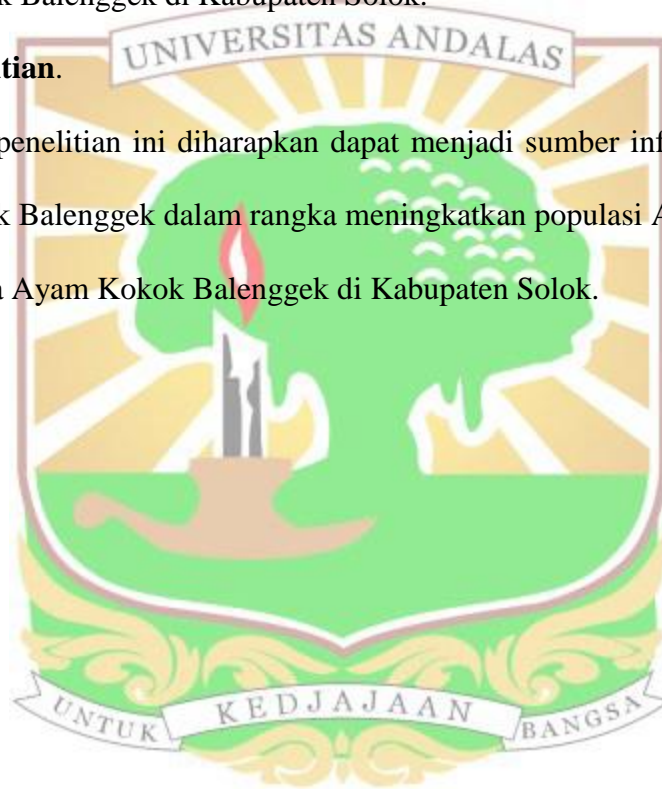 k Balenggek di Kabupaten Solok.
UNIVERSITAS ANDALAS
tian.
penelitian ini diharapkan dapat menjadi sumber inf
k Balenggek dalam rangka meningkatkan populasi A
a Ayam Kokok Balenggek di Kabupaten Solok.
UNTUK KEDJAJAAN BANGSA